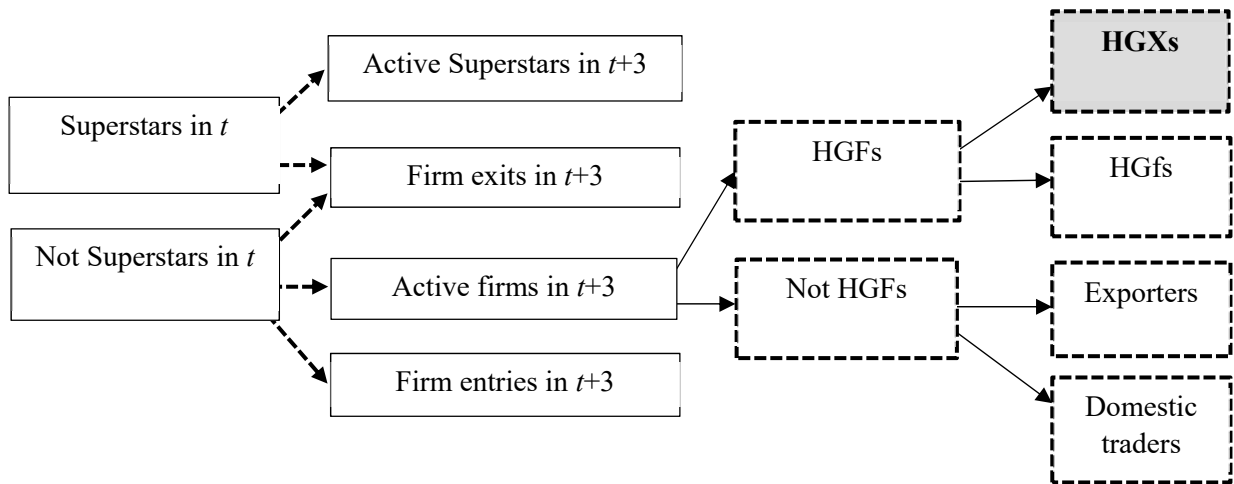 Superstars in t
Not Superstars in t
Active Superstars in t+3
Firm exits in t+3
Active firms in t+3
Firm entries in t+3
HGFs
Not HGFs
HGXs
HGfs
Exporters
Domestic
traders